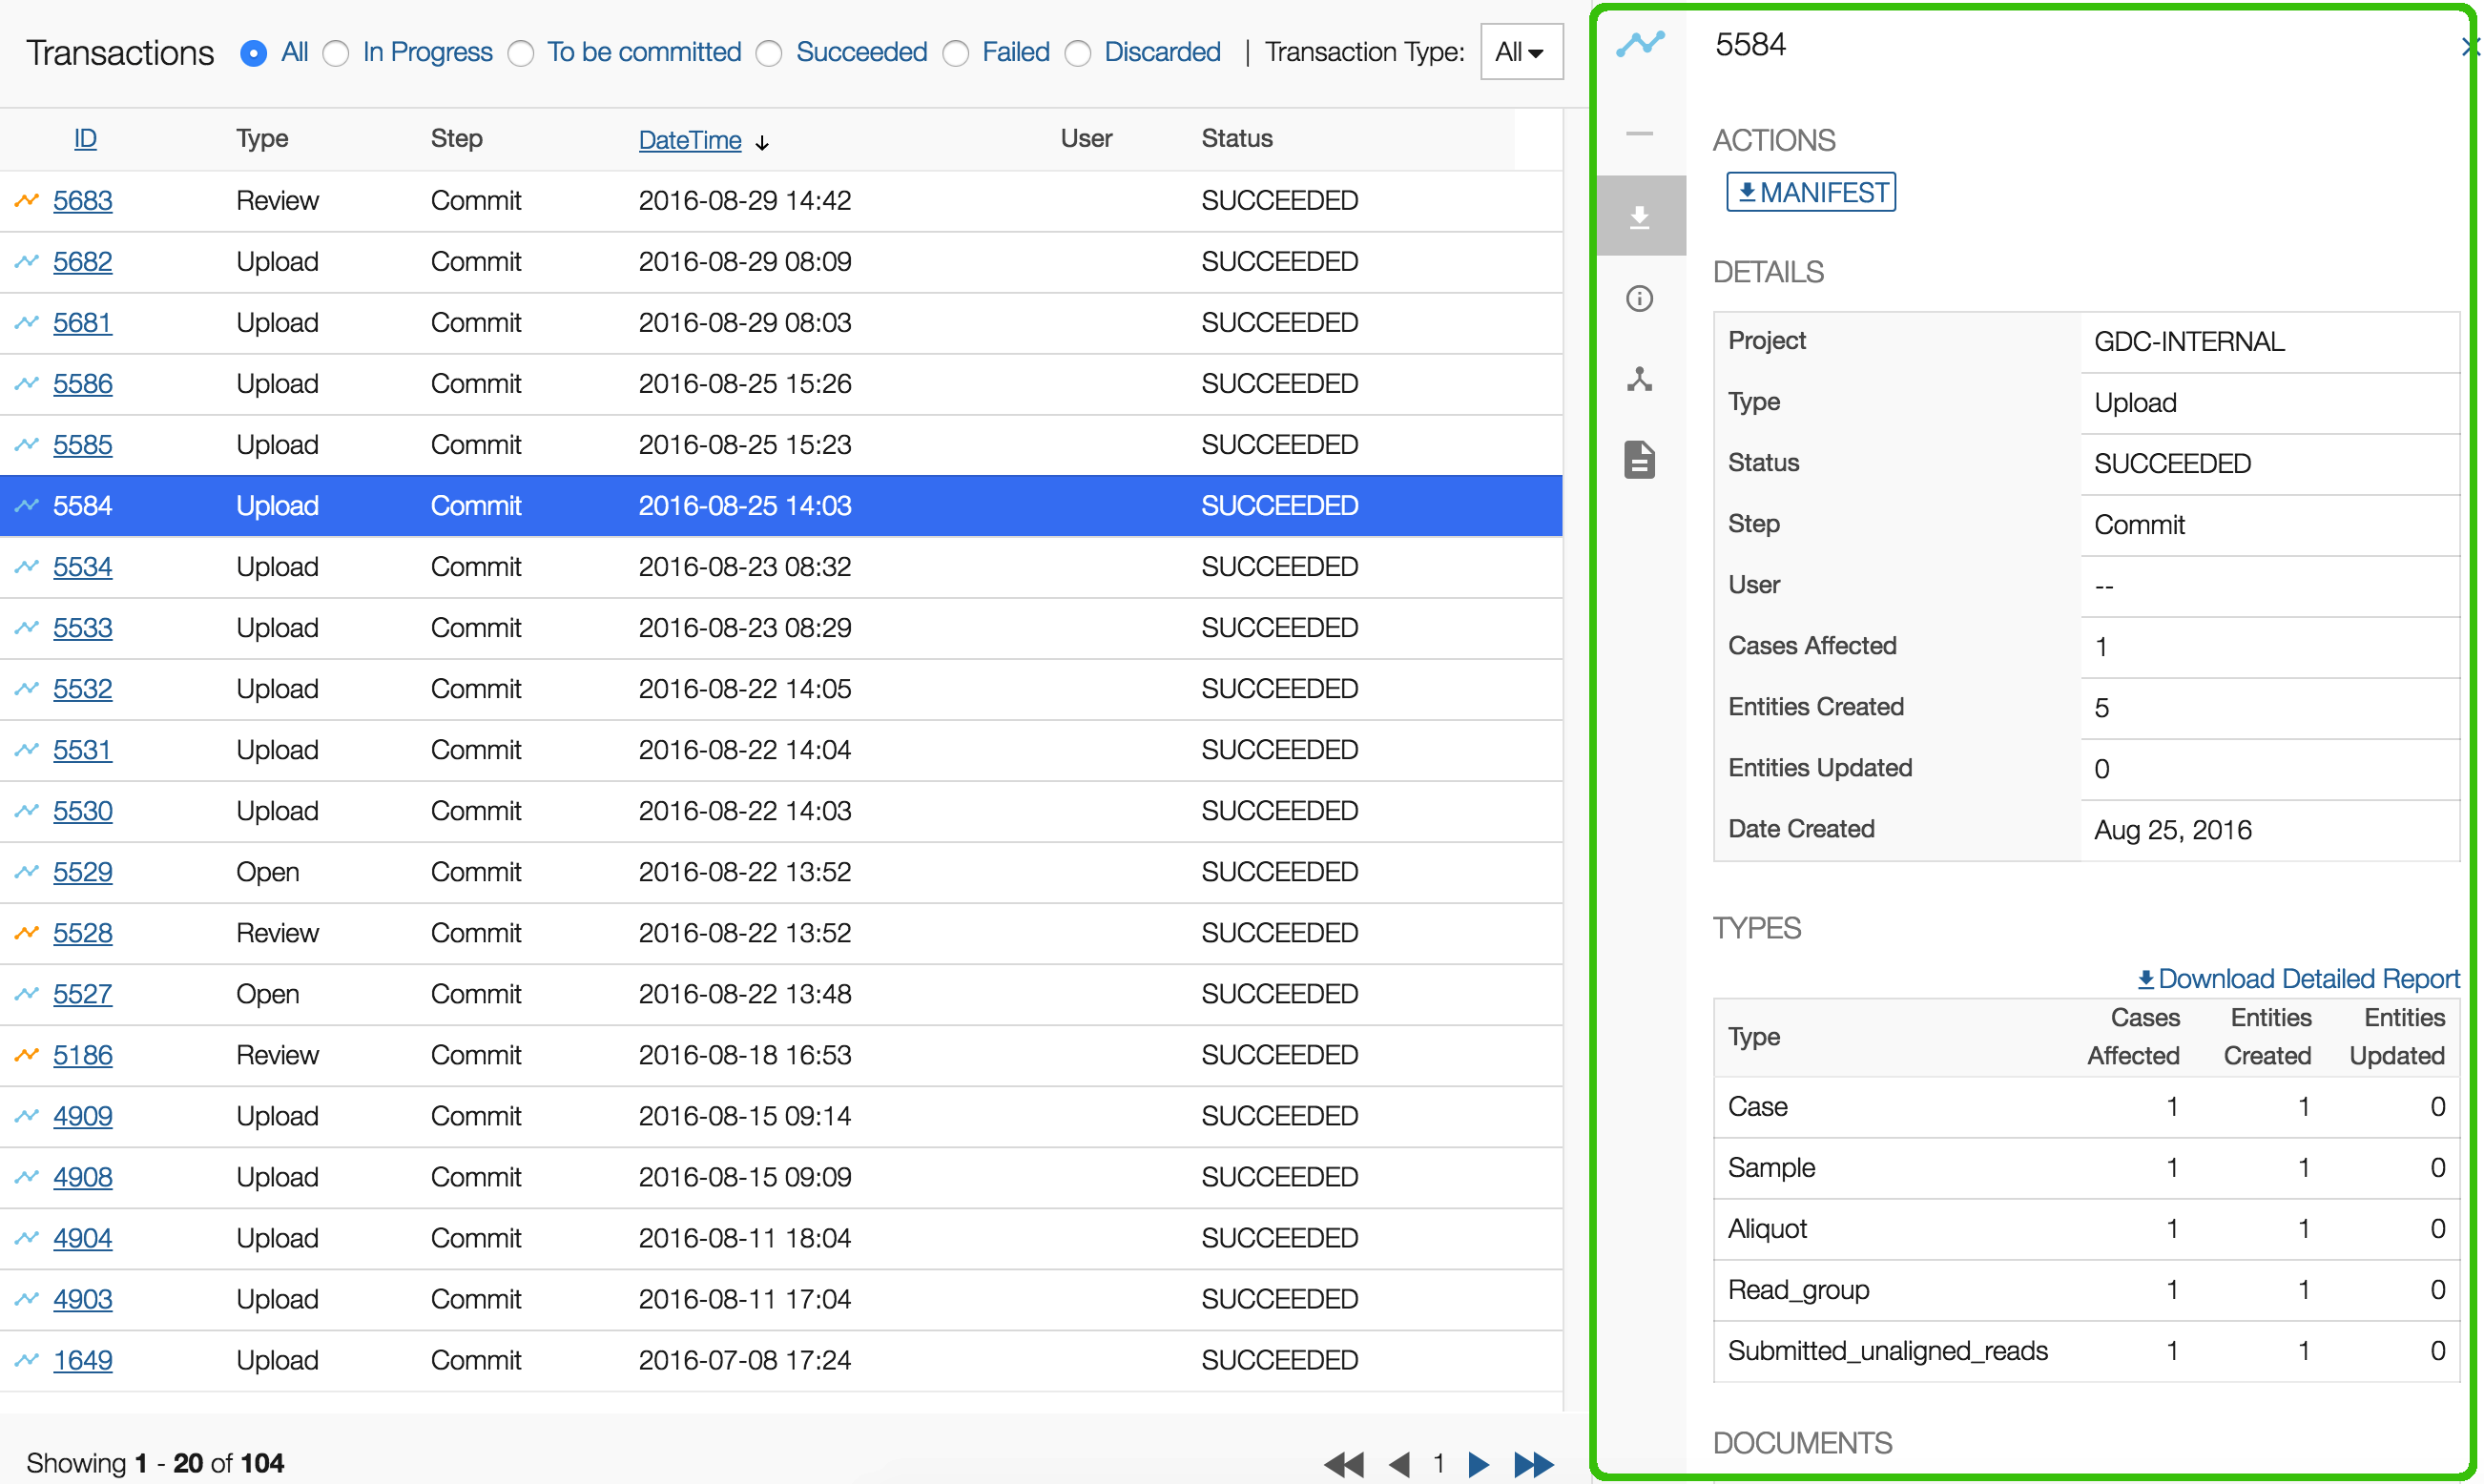 Transactions All In Progress To be committed Succeeded Failed Discarded | Transaction Type: All
ID Type Step DateTime ↓ User Status
5683 Review Commit 2016-08-29 14:42 SUCCEEDED
5682 Upload Commit 2016-08-29 08:09 SUCCEEDED
5681 Upload Commit 2016-08-29 08:03 SUCCEEDED
5586 Upload Commit 2016-08-25 15:26 SUCCEEDED
5585 Upload Commit 2016-08-25 15:23 SUCCEEDED
5584 Upload Commit 2016-08-25 14:03 SUCCEEDED
5534 Upload Commit 2016-08-23 08:32 SUCCEEDED
5533 Upload Commit 2016-08-23 08:29 SUCCEEDED
5532 Upload Commit 2016-08-22 14:05 SUCCEEDED
5531 Upload Commit 2016-08-22 14:04 SUCCEEDED
5530 Upload Commit 2016-08-22 14:03 SUCCEEDED
5529 Open Commit 2016-08-22 13:52 SUCCEEDED
5528 Review Commit 2016-08-22 13:52 SUCCEEDED
5527 Open Commit 2016-08-22 13:48 SUCCEEDED
5186 Review Commit 2016-08-18 16:53 SUCCEEDED
4909 Upload Commit 2016-08-15 09:14 SUCCEEDED
4908 Upload Commit 2016-08-15 09:09 SUCCEEDED
4904 Upload Commit 2016-08-11 18:04 SUCCEEDED
4903 Upload Commit 2016-08-11 17:04 SUCCEEDED
1649 Upload Commit 2016-07-08 17:24 SUCCEEDED
Showing 1 - 20 of 104 1
5584
ACTIONS
MANIFEST
DETAILS
Project GDC-INTERNAL
Type Upload
Status SUCCEEDED
Step Commit
User --
Cases Affected 1
Entities Created 5
Entities Updated 0
Date Created Aug 25, 2016
TYPES
Download Detailed Report
Type Cases Affected Entities Created Entities Updated
Case 1 1 0
Sample 1 1 0
Aliquot 1 1 0
Read_group 1 1 0
Submitted_unaligned_reads 1 1 0
DOCUMENTS